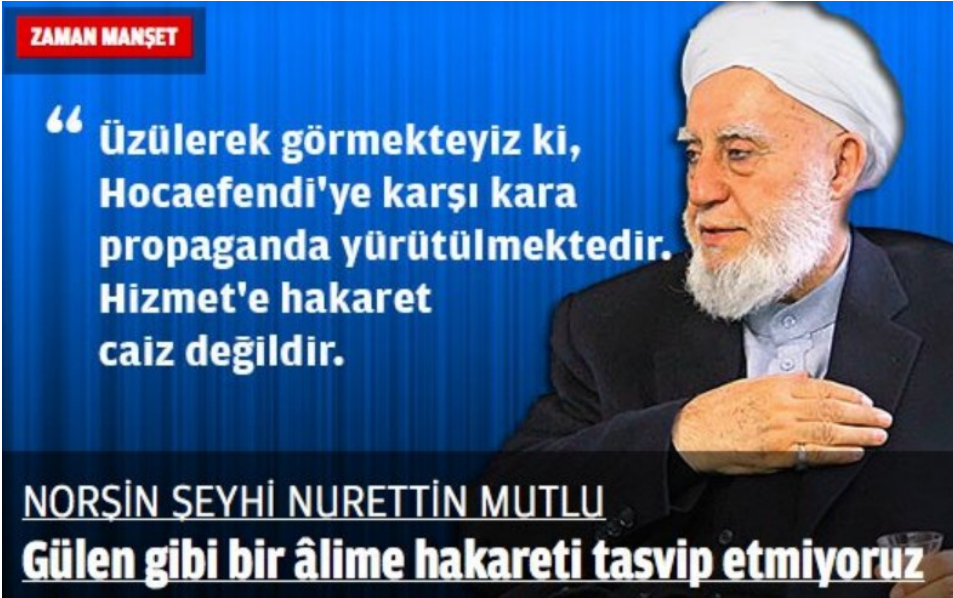 ZAMAN MANŞET
“ Üzülerek görmekteyiz ki,
Hocaefendi'ye karşı kara
propaganda yürütülmektedir.
Hizmet'e hakaret
caiz değildir.
NORŞİN ŞEYHİ NURETTİN MUTLU
Gülen gibi bir âlime hakareti tasvip etmiyoruz